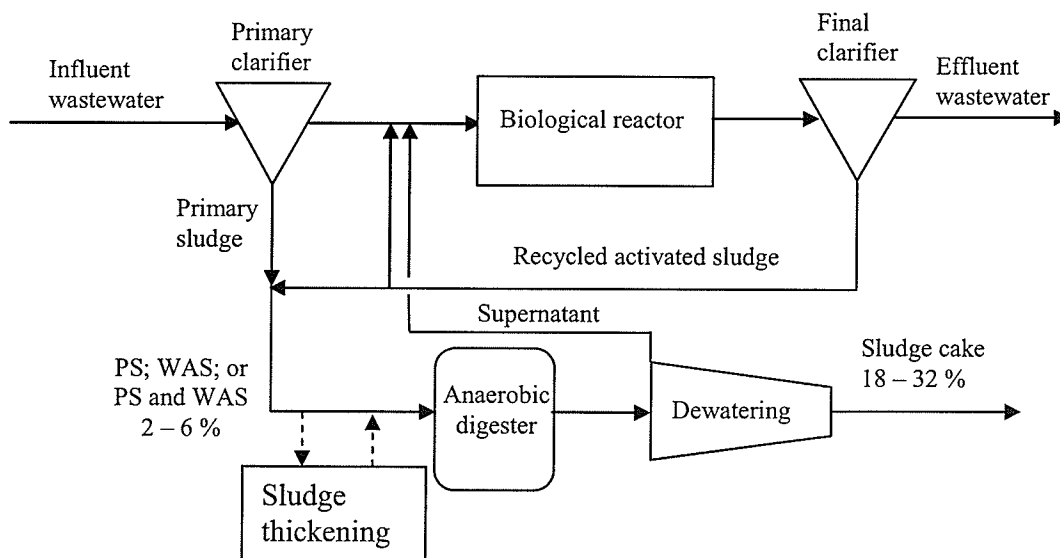 Influent
wastewater
Primary
clarifier
Biological reactor
Final
clarifier
Effluent
wastewater
Primary
sludge
Recycled activated sludge
Supernatant
PS; WAS; or
PS and WAS
2 – 6 %
Anaerobic
digester
Dewatering
Sludge cake
18 – 32 %
Sludge
thickening